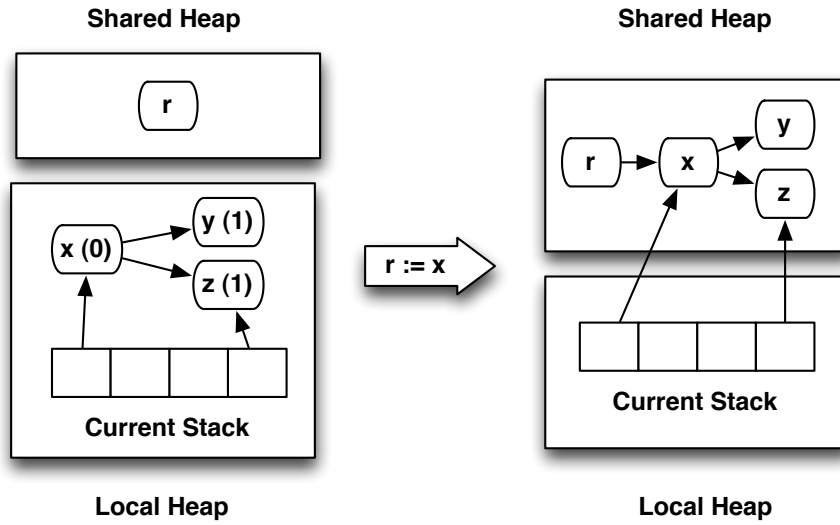 Shared Heap
r
x (0)
y (1)
z (1)
Current Stack
Local Heap
r := x
Shared Heap
r
x
y
z
Current Stack
Local Heap